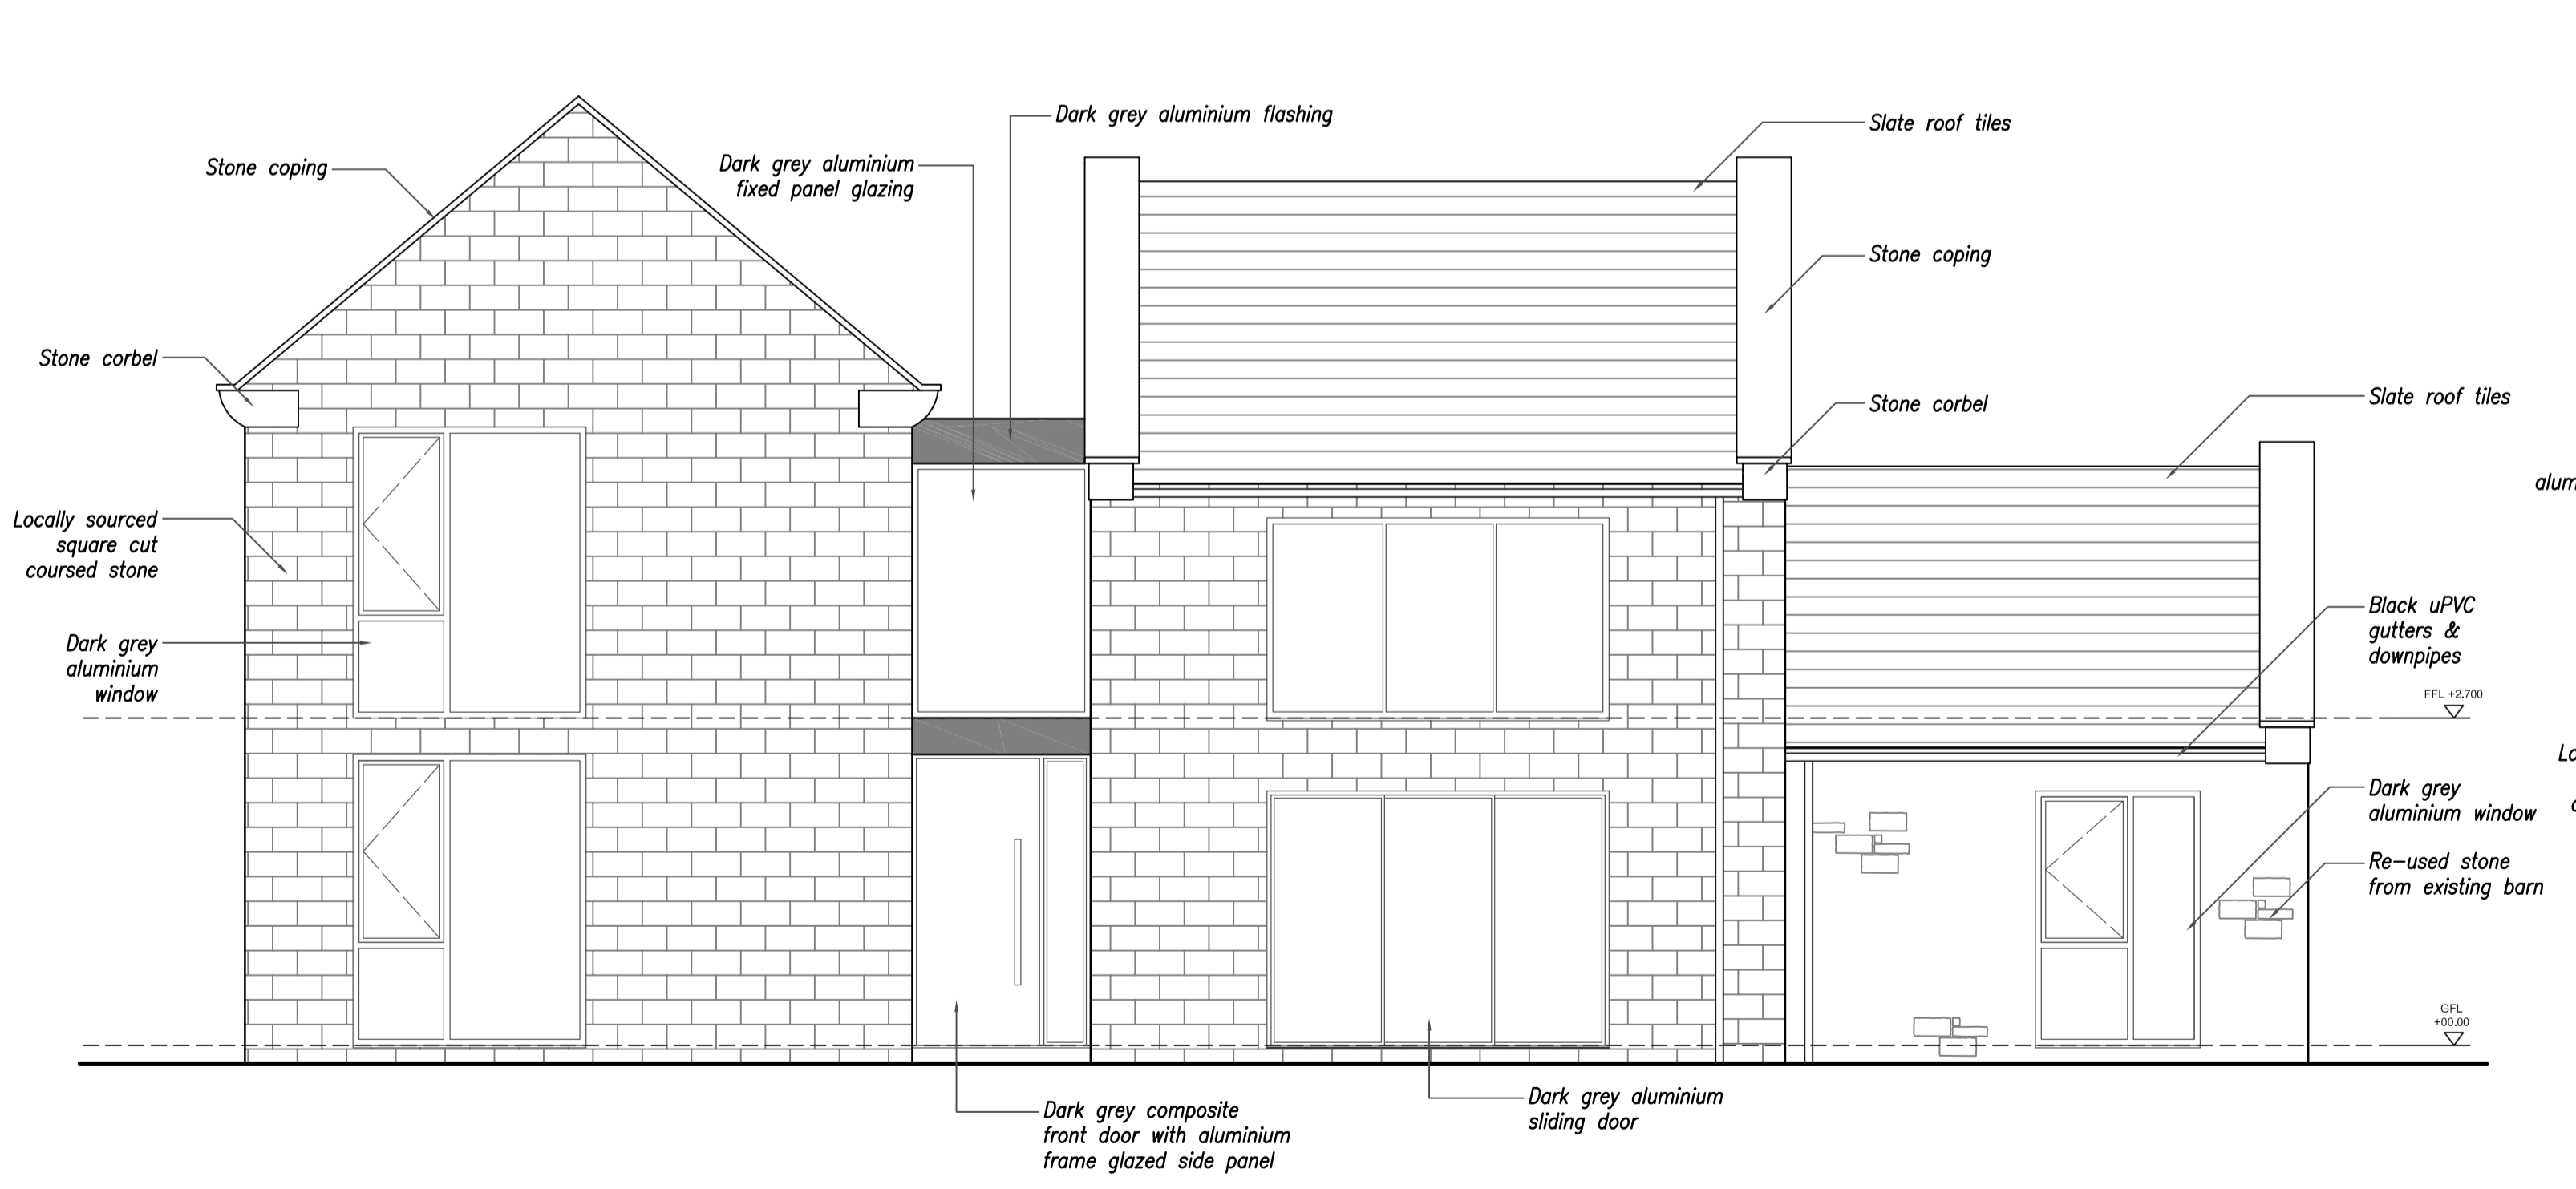 Stone coping
Stone corbel
Locally sourced
square cut
coursed stone
Dark grey
aluminium
window
Dark grey aluminium
fixed panel glazing
Dark grey aluminium flashing
Slate roof tiles
Stone coping
Stone corbel
Slate roof tiles
Black uPVC
gutters &
downpipes
FFL +2.700
Dark grey
aluminium window
Re-used stone
from existing barn
GFL
+00.00
Dark grey composite
front door with aluminium
frame glazed side panel
Dark grey aluminium
sliding door